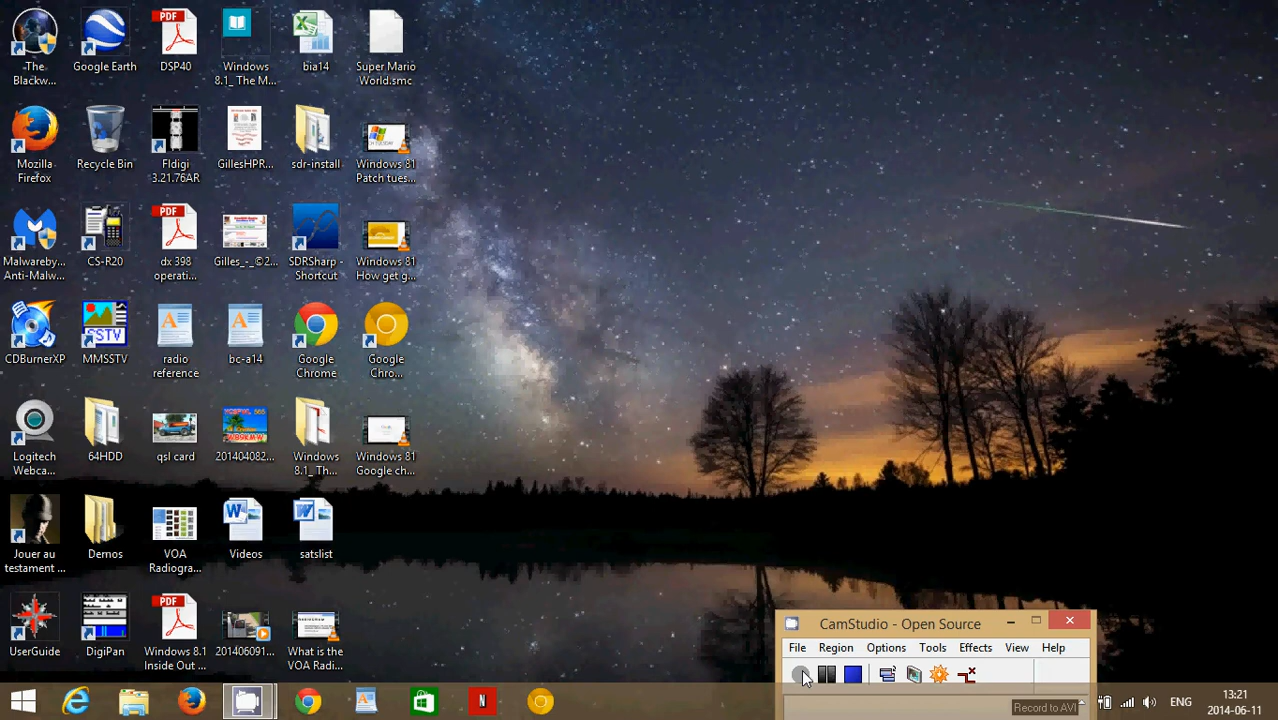 The
Blackw...
Google Earth
DSP40
Windows
8.1_ The M...
bia14
Super Mario
World.smc
Mozilla
Firefox
Recycle Bin
Fldigi
3.21.76AR
GillesHPR...
sdr-install
Windows 81
Patch tues...
Malwareby...
Anti-Malw...
CS-R20
dx 398
operati...
Gilles_-_©2...
SDRSharp -
Shortcut
Windows 81
How get g...
CDBurnerXP
MMSSTV
radio
reference
bc-a14
Google
Chrome
Google
Chro...
Logitech
Webca...
64HDD
qsl card
201404082...
Windows
8.1_ Th...
Windows 81
Google ch...
Jouer au
testament ...
Demos
VOA
Radiogra...
Videos
satslist
UserGuide
DigiPan
Windows 8.1
Inside Out ...
201406091...
What is the
VOA Radi...
PDF
PDF
PDF
SSTV
CamStudio - Open Source
File Region Options Tools Effects View Help
Record to AVI
ENG
13:21
2014-06-11